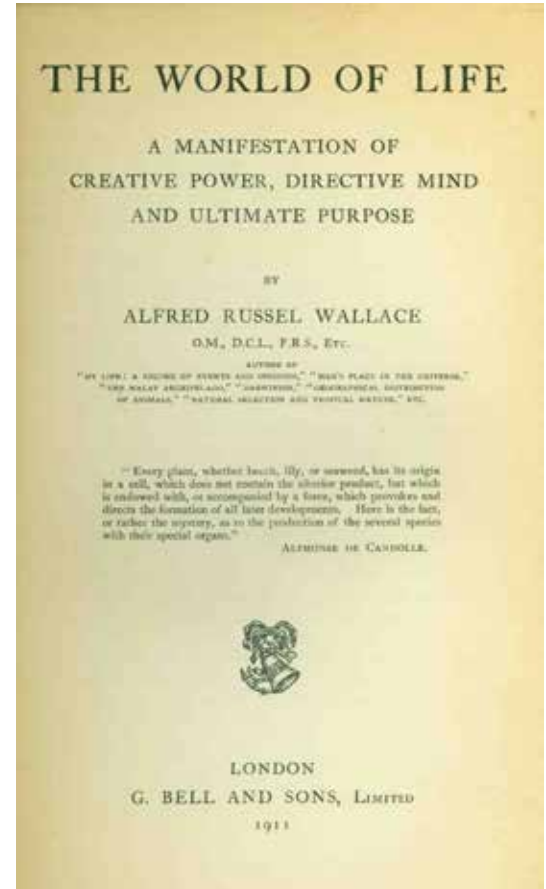 THE WORLD OF LIFE
A MANIFESTATION OF
CREATIVE POWER, DIRECTIVE MIND
AND ULTIMATE PURPOSE
BY
ALFRED RUSSEL WALLACE
O.M., D.C.L., F.R.S., ETC.
AUTHOR OF
"MY LIFE: A RECORD OF EVENTS AND OPINIONS," "MAN'S PLACE IN THE UNIVERSE,"
"THE MALAY ARCHIPELAGO," "DARWINISM," "GEOGRAPHICAL DISTRIBUTION
OF ANIMALS," "NATURAL SELECTION AND TROPICAL NATURE," ETC.
"Every plant, whether beech, lily, or seaweed, has its origin
in a cell, which does not contain the ulterior product, but which
is endowed with, or accompanied by a force, which provokes and
directs the formation of all later developments. Here is the fact,
or rather the mystery, as to the production of the several species
with their special organs."
ALPHONSE DE CANDOLLE.
LONDON
G. BELL AND SONS, LIMITED
1911